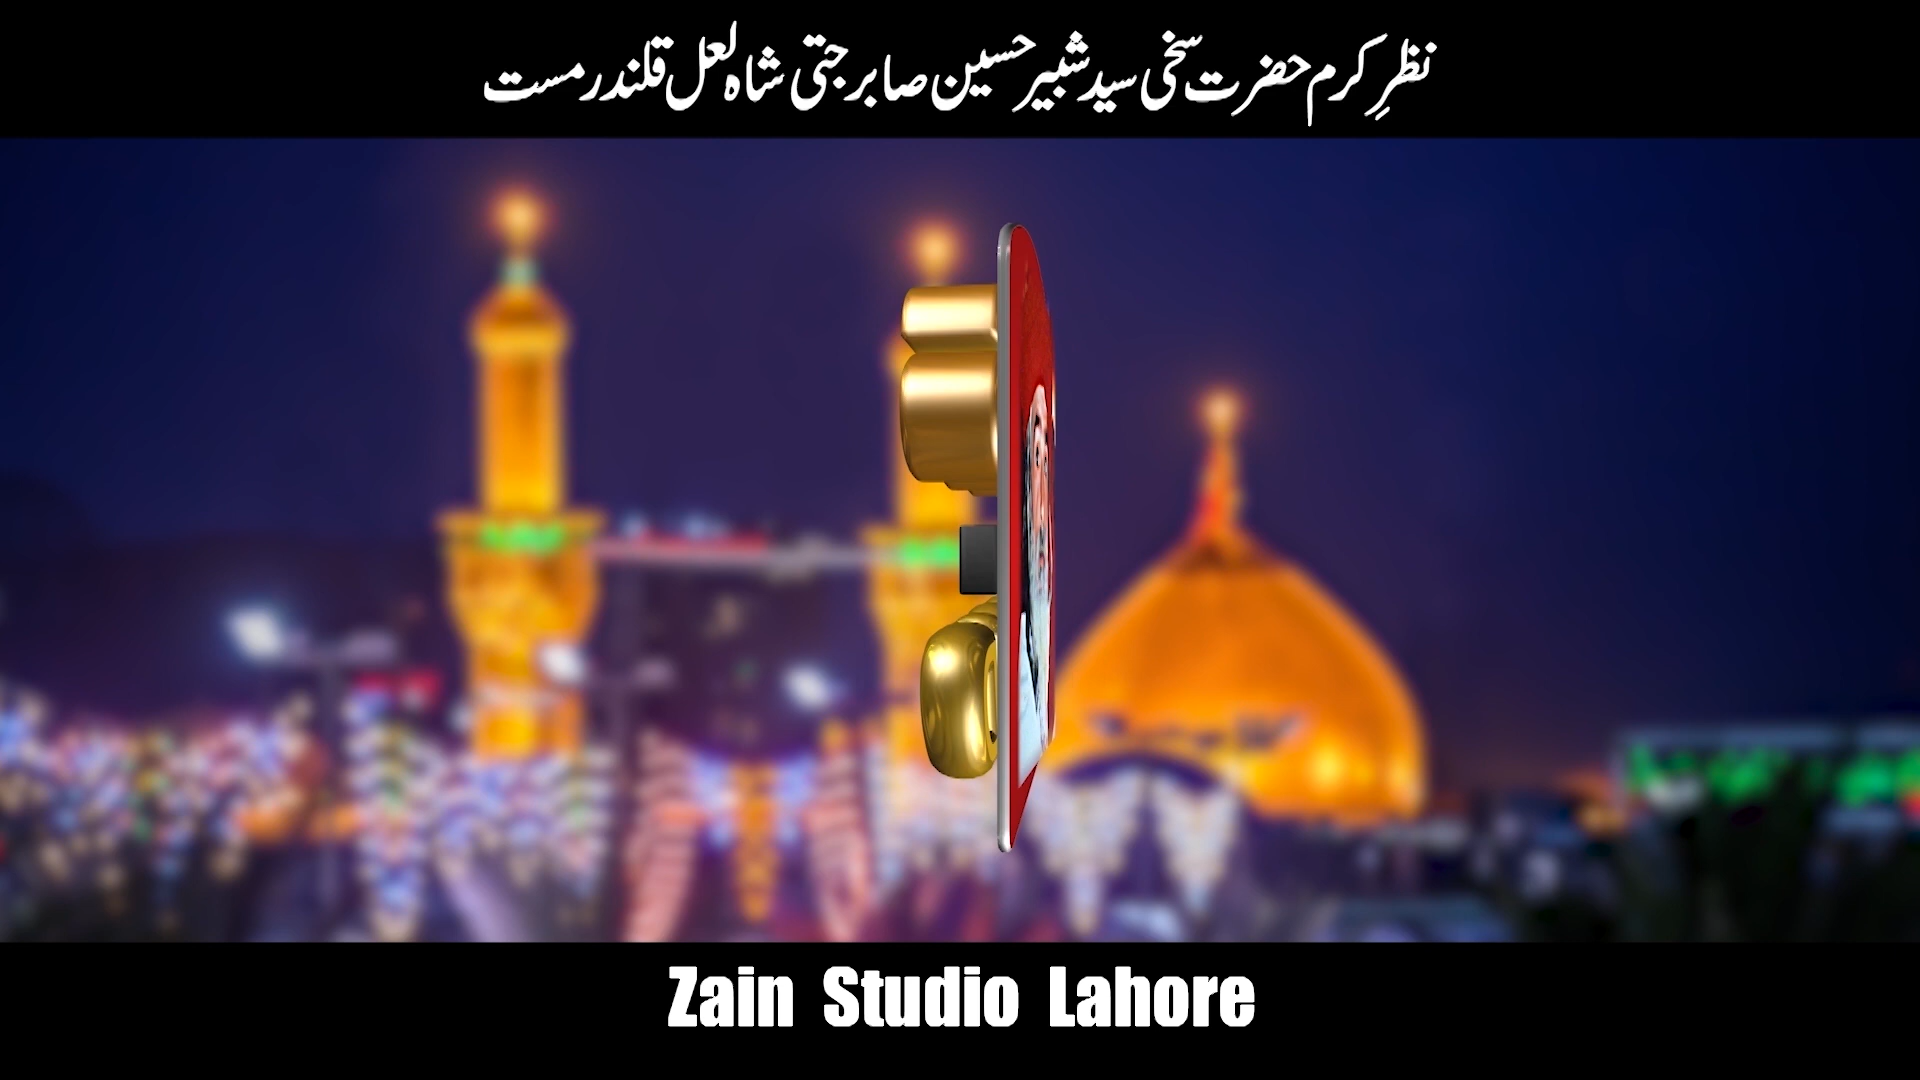 نظرِ کرم حضرت سخی سید شبیر حسین صابر جتی شاہ لعل قلندر مست
Zain Studio Lahore